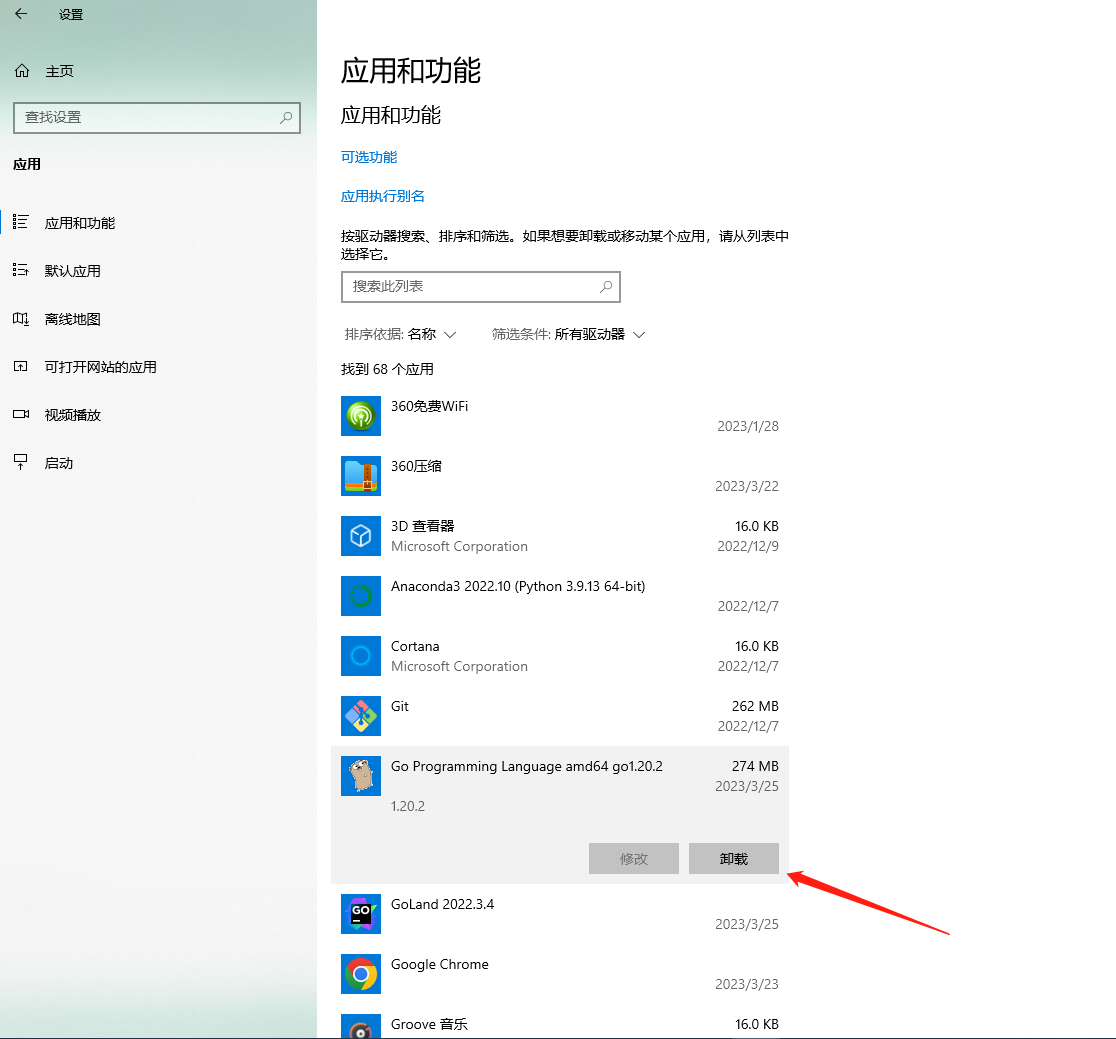 设置
主页
查找设置
应用
应用和功能
默认应用
离线地图
可打开网站的应用
视频播放
启动
应用和功能
应用和功能
可选功能
应用执行别名
按驱动器搜索、排序和筛选。如果想要卸载或移动某个应用，请从列表中
选择它。
搜索此列表
排序依据: 名称 筛选条件: 所有驱动器
找到 68 个应用
360免费WiFi
2023/1/28
360压缩
2023/3/22
3D 查看器 16.0 KB
Microsoft Corporation 2022/12/9
Anaconda3 2022.10 (Python 3.9.13 64-bit)
2022/12/7
Cortana 16.0 KB
Microsoft Corporation 2022/12/7
Git 262 MB
2022/12/7
Go Programming Language amd64 go1.20.2 274 MB
2023/3/25
1.20.2
修改 卸载
GO
GoLand 2022.3.4
2023/3/25
Google Chrome
2023/3/23
Groove 音乐 16.0 KB